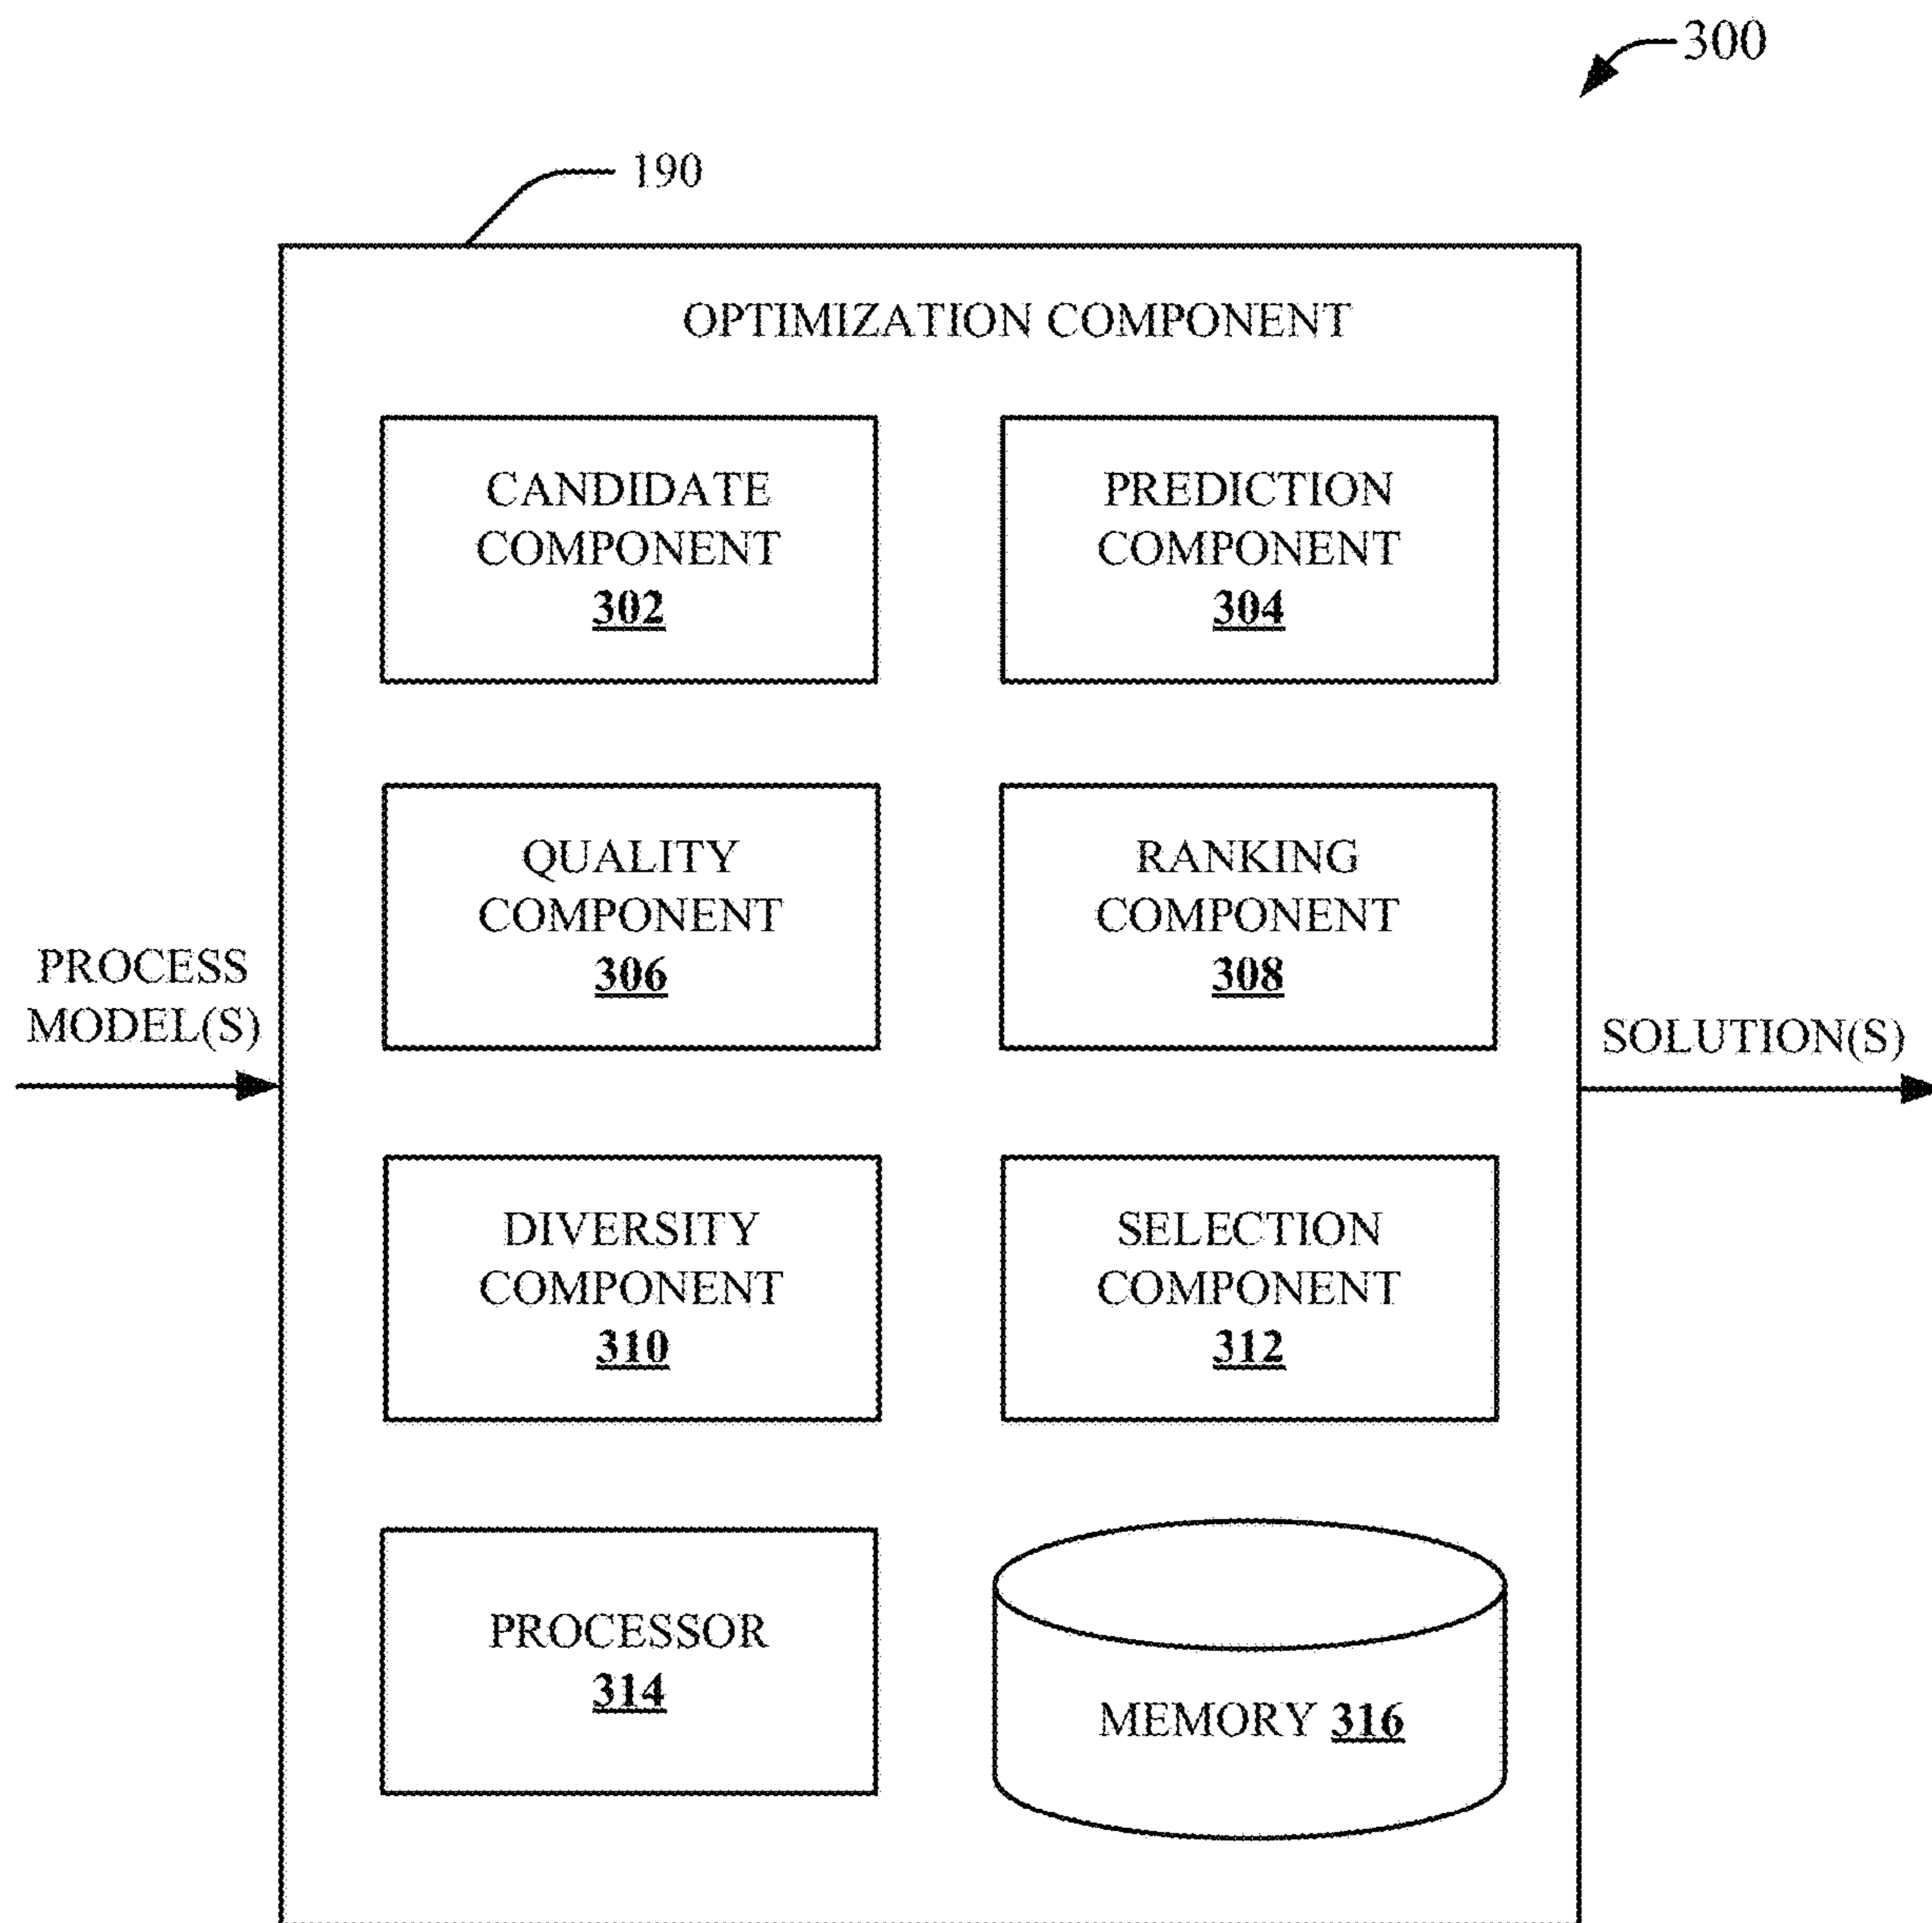 300
190
OPTIMIZATION COMPONENT
CANDIDATE
COMPONENT
302
PREDICTION
COMPONENT
304
QUALITY
COMPONENT
306
RANKING
COMPONENT
308
PROCESS
MODEL(S)
SOLUTION(S)
DIVERSITY
COMPONENT
310
SELECTION
COMPONENT
312
PROCESSOR
314
MEMORY 316